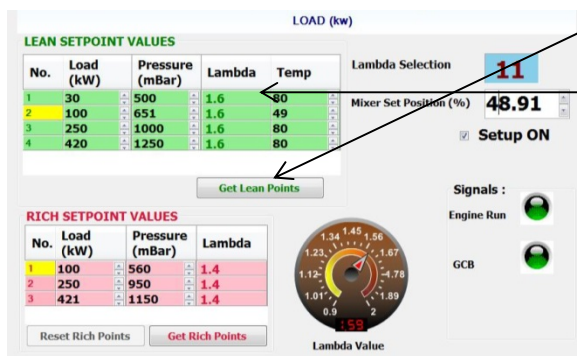 LOAD (kw)
LEAN SETPOINT VALUES
No. Load (kW) Pressure (mBar) Lambda Temp
1 30 500 1.6 80
2 100 651 1.6 49
3 250 1000 1.6 80
4 420 1250 1.6 80
Get Lean Points
Lambda Selection 11
Mixer Set Position (%) 48.91
Setup ON
RICH SETPOINT VALUES
No. Load (kW) Pressure (mBar) Lambda
1 100 560 1.4
2 250 950 1.4
3 421 1150 1.4
Reset Rich Points Get Rich Points
1.34 1.45 1.56
1.23 1.67
1.12 1.78
1.01 1.89
0.9 2
1.59
Lambda Value
Signals :
Engine Run
GCB